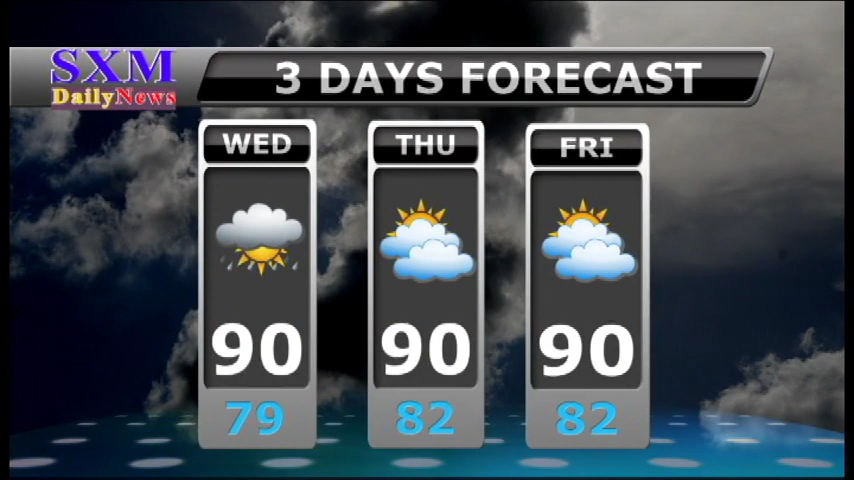 SXM
DailyNews
3 DAYS FORECAST
WED
THU
FRI
90
90
90
79
82
82